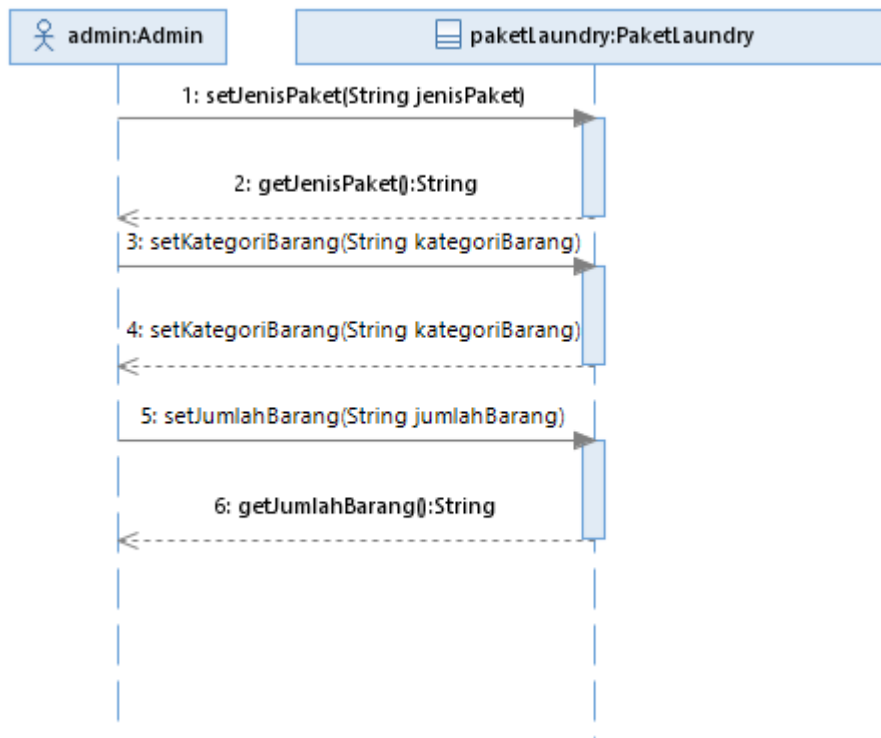 admin:Admin
paketLaundry:PaketLaundry
1: setJenisPaket(String jenisPaket)
2: getJenisPaket():String
3: setKategoriBarang(String kategoriBarang)
4: setKategoriBarang(String kategoriBarang)
5: setJumlahBarang(String jumlahBarang)
6: getJumlahBarang():String